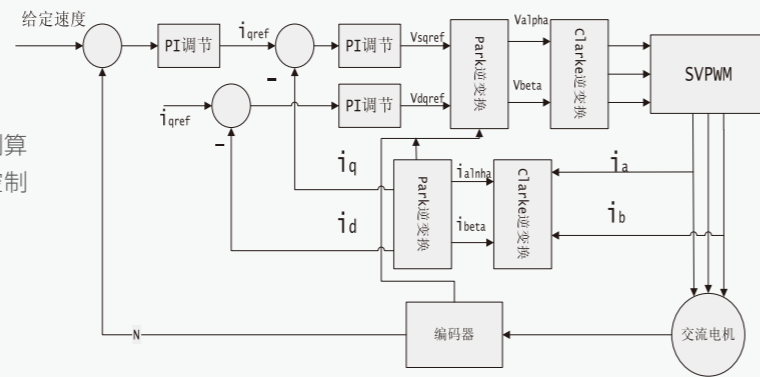 给定速度
PI调节
iqref
PI调节
Vsqref
Park逆变换
Valpha
Vbeta
Clarke逆变换
SVPWM
-
iqref
-
PI调节
Vdqref
制算
控制
iq
id
Park逆变换
ialnha
ibeta
Clarke逆变换
ia
ib
N
编码器
交流电机